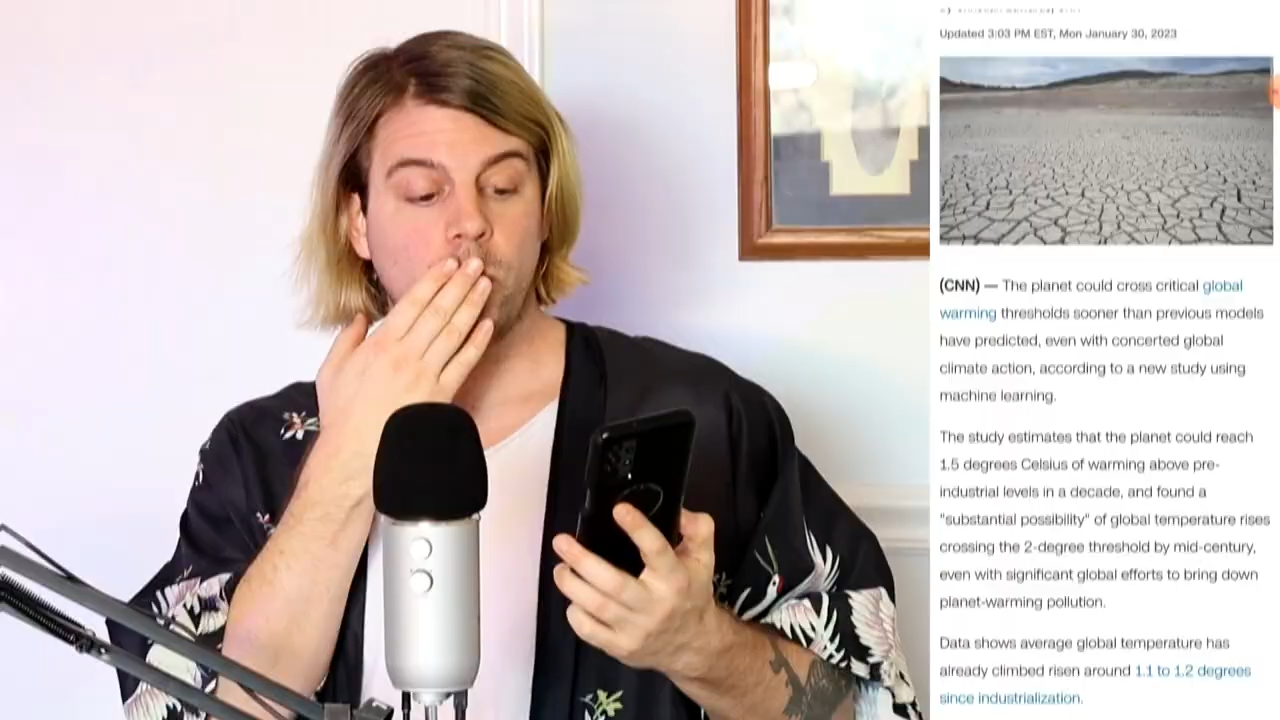 Updated 3:03 PM EST, Mon January 30, 2023
(CNN) — The planet could cross critical global
warming thresholds sooner than previous models
have predicted, even with concerted global
climate action, according to a new study using
machine learning.
The study estimates that the planet could reach
1.5 degrees Celsius of warming above pre-
industrial levels in a decade, and found a
"substantial possibility" of global temperature rises
crossing the 2-degree threshold by mid-century,
even with significant global efforts to bring down
planet-warming pollution.
Data shows average global temperature has
already climbed risen around 1.1 to 1.2 degrees
since industrialization.